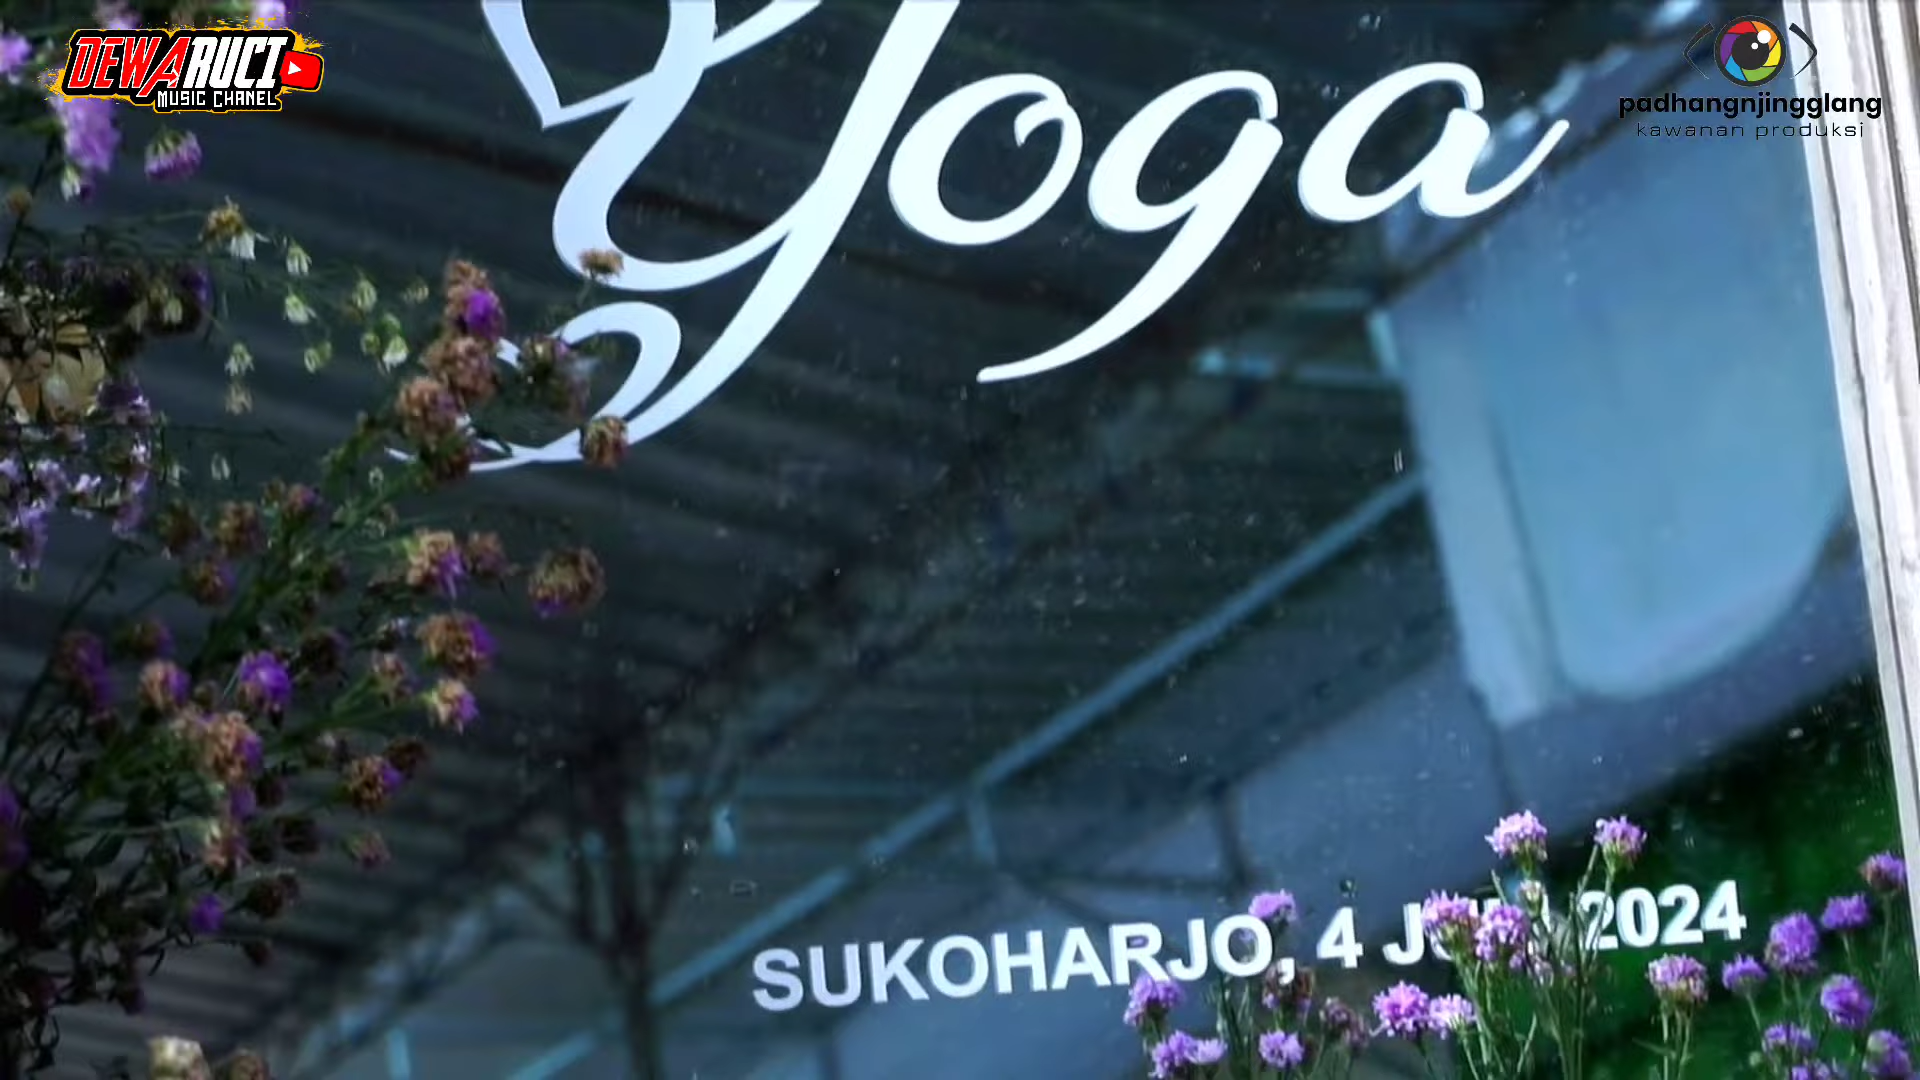 DEWARUCI
MUSIC CHANEL
padhangnjingglang
kawanan produksi
Yoga
SUKOHARJO, 4 2024